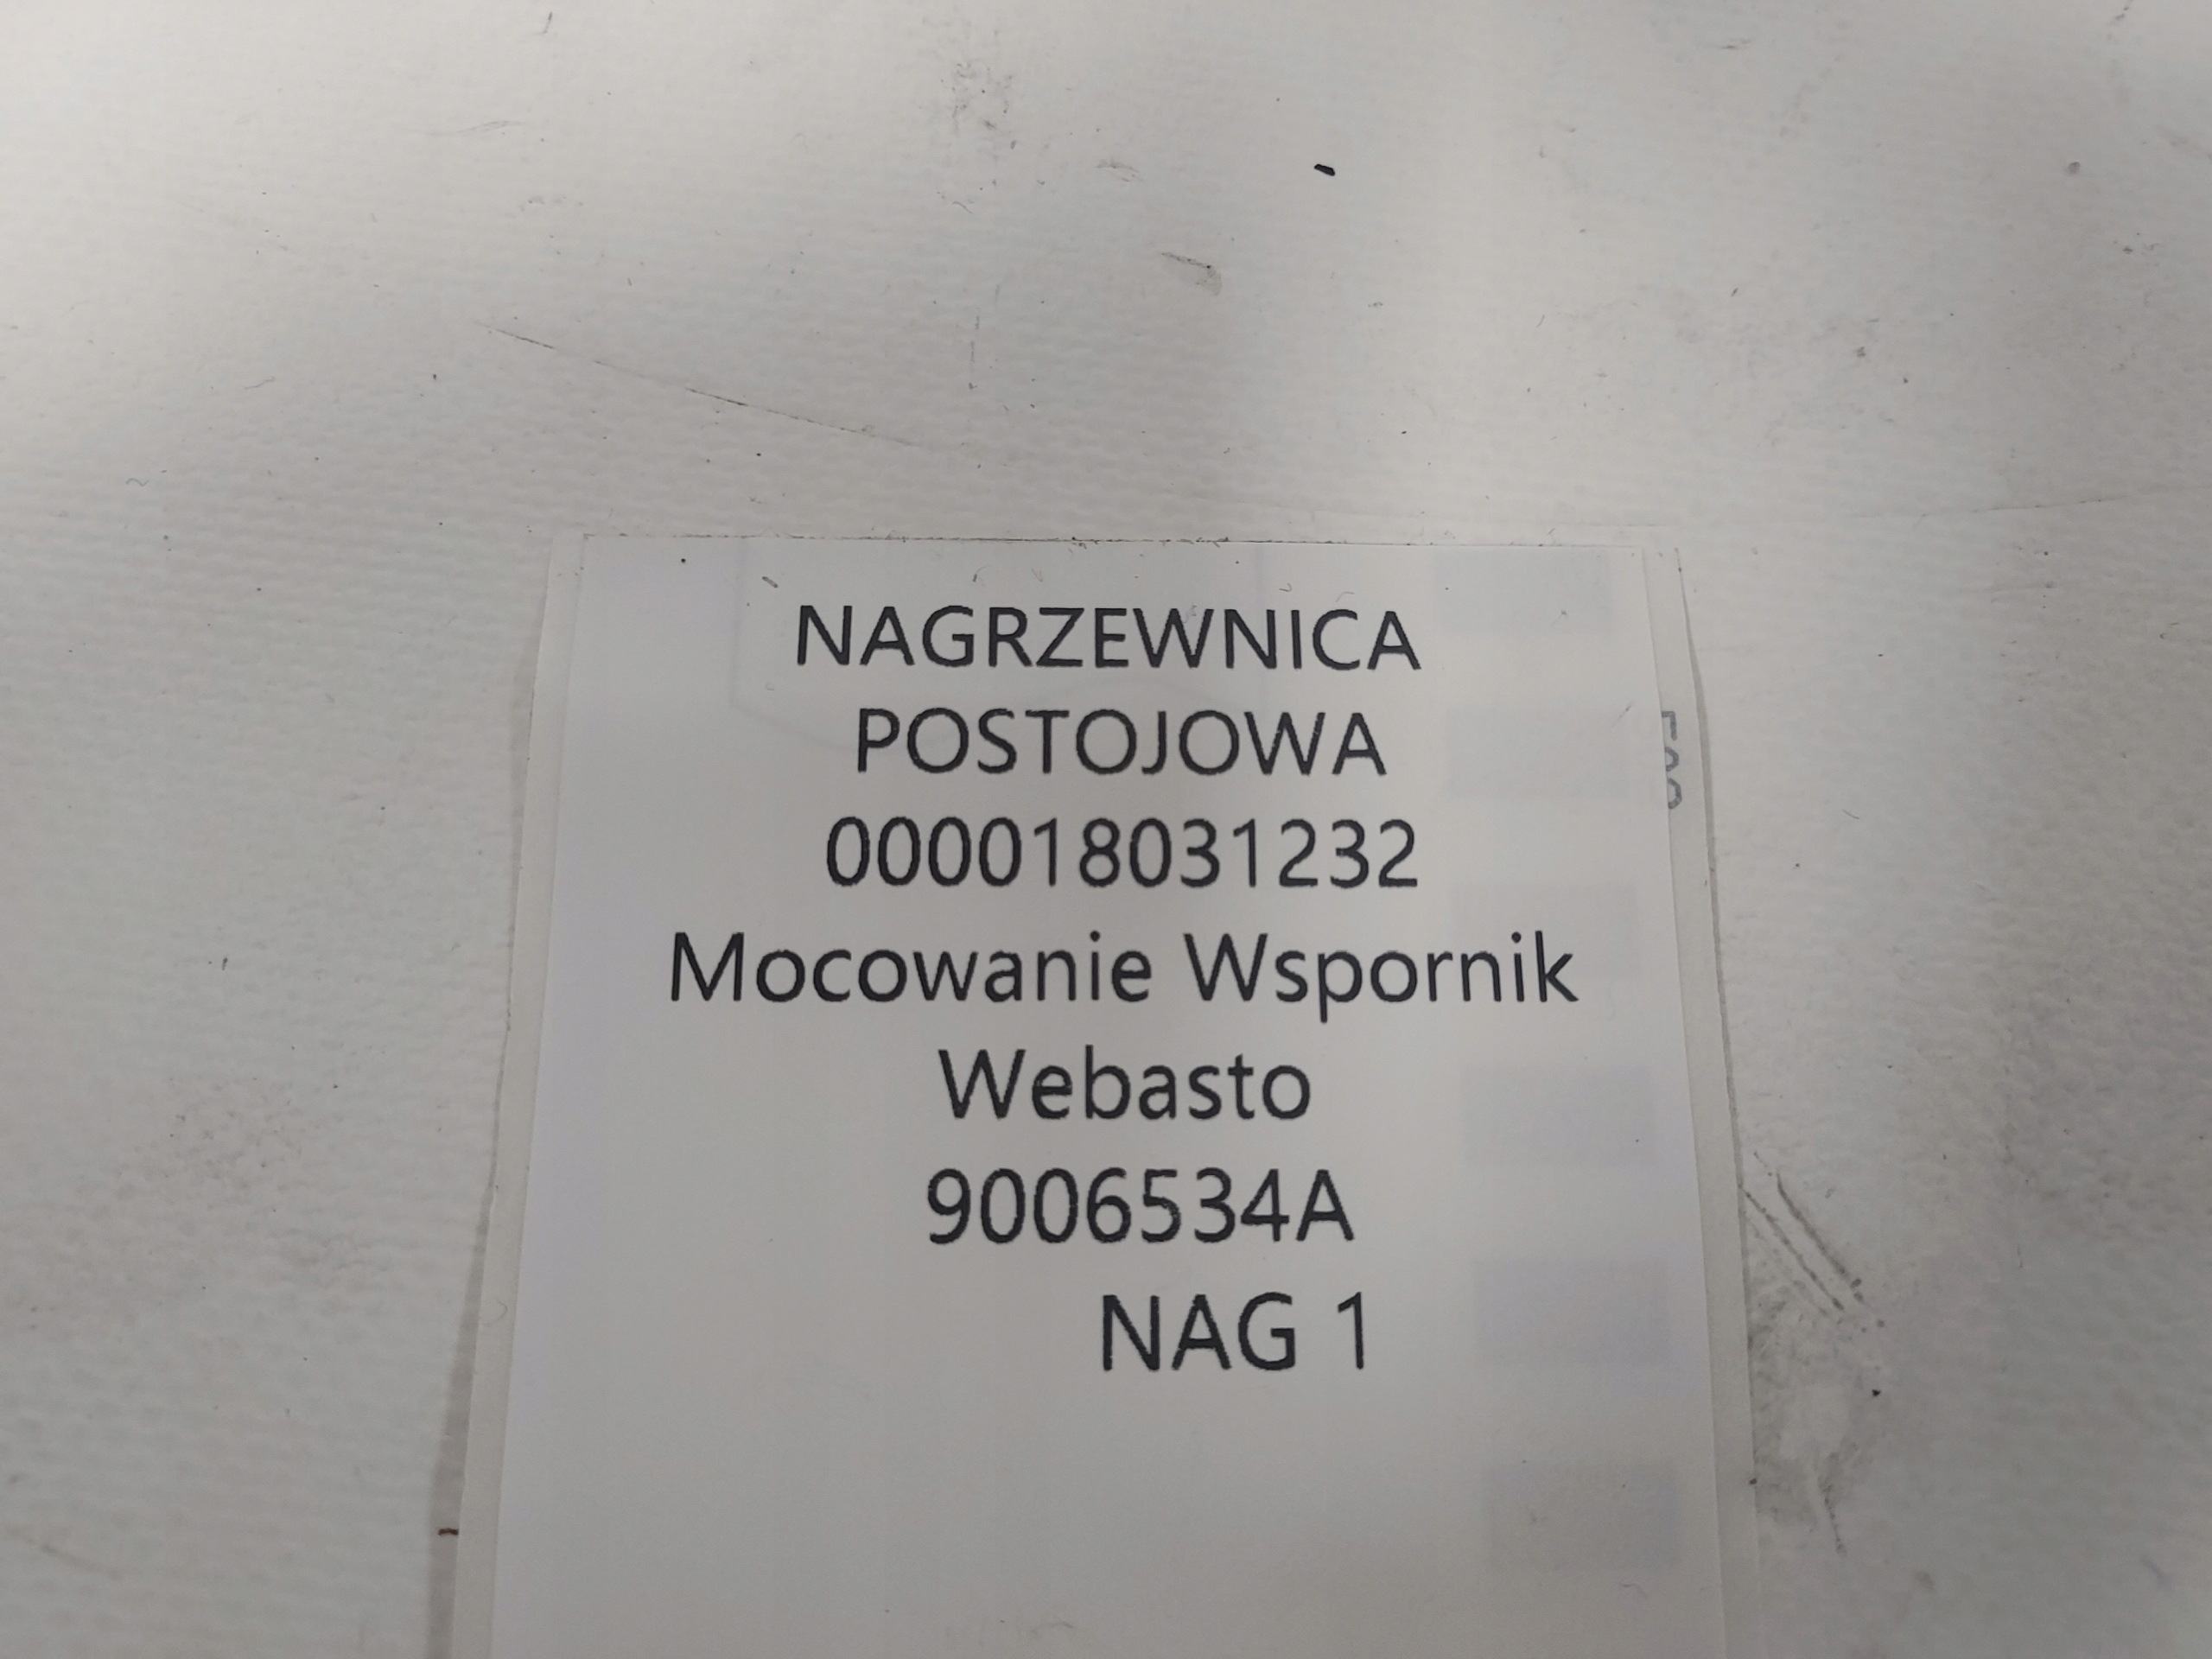 NAGRZEWNICA
POSTOJOWA
000018031232
Mocowanie Wspornik
Webasto
9006534A
NAG 1